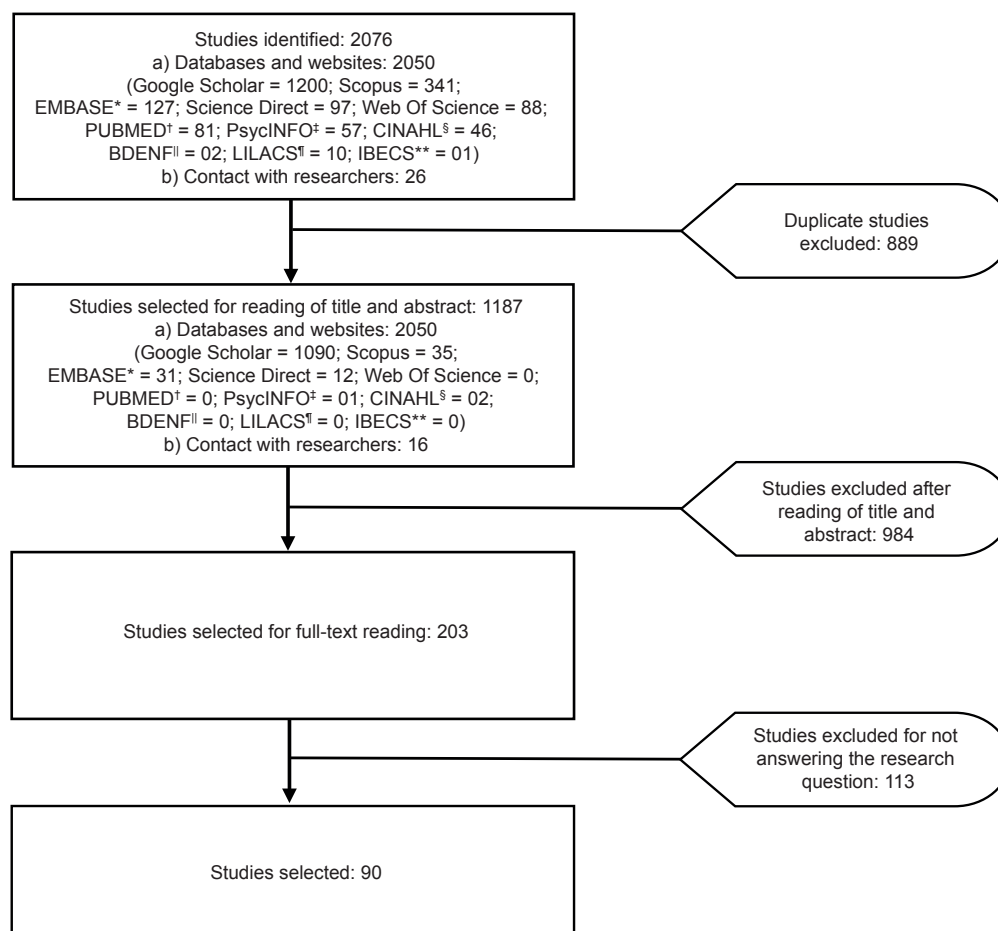 Studies identified: 2076
a) Databases and websites: 2050
(Google Scholar = 1200; Scopus = 341;
EMBASE* = 127; Science Direct = 97; Web Of Science = 88;
PUBMED† = 81; PsycINFO‡ = 57; CINAHL§ = 46;
BDENF|| = 02; LILACS¶ = 10; IBECS** = 01)
b) Contact with researchers: 26
Duplicate studies
excluded: 889
Studies selected for reading of title and abstract: 1187
a) Databases and websites: 2050
(Google Scholar = 1090; Scopus = 35;
EMBASE* = 31; Science Direct = 12; Web Of Science = 0;
PUBMED† = 0; PsycINFO‡ = 01; CINAHL§ = 02;
BDENF|| = 0; LILACS¶ = 0; IBECS** = 0)
b) Contact with researchers: 16
Studies excluded after
reading of title and
abstract: 984
Studies selected for full-text reading: 203
Studies excluded for not
answering the research
question: 113
Studies selected: 90